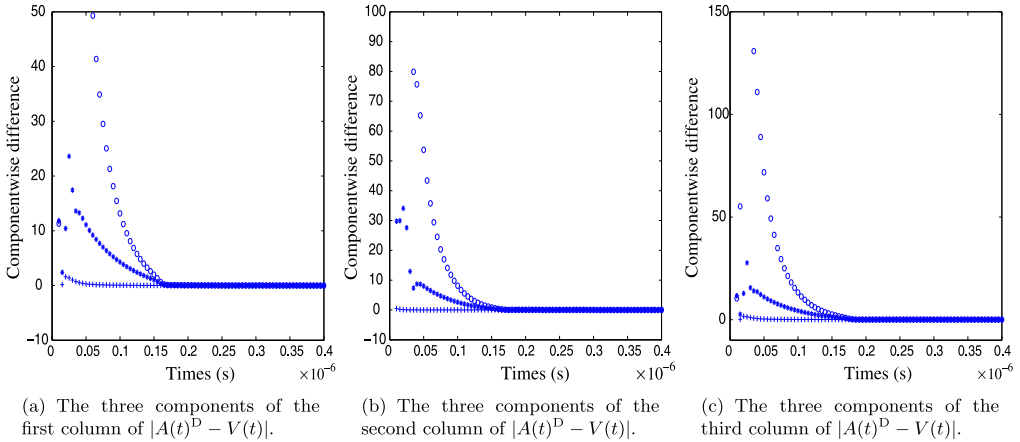 50
40
30
20
10
0
−10
Componentwise difference
0 0.05 0.1 0.15 0.2 0.25 0.3 0.35 0.4
Times (s)
×10−6
100
90
80
70
60
50
40
30
20
10
0
−10
Componentwise difference
0 0.05 0.1 0.15 0.2 0.25 0.3 0.35 0.4
Times (s)
×10−6
150
100
50
0
Componentwise difference
0 0.05 0.1 0.15 0.2 0.25 0.3 0.35 0.4
Times (s)
×10−6
(a) The three components of the
first column of |A(t)ᴰ − V(t)|.
(b) The three components of the
second column of |A(t)ᴰ − V(t)|.
(c) The three components of the
third column of |A(t)ᴰ − V(t)|.